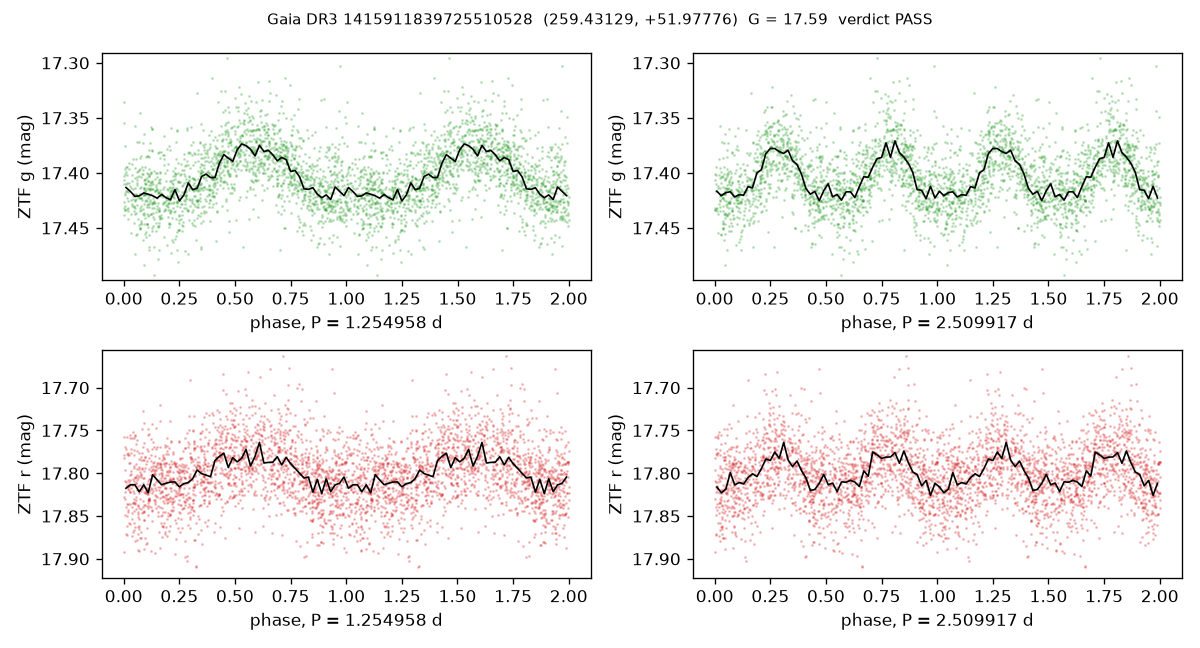 Gaia DR3 1415911839725510528  (259.43129, +51.97776)  G = 17.59  verdict PASS
17.30
17.35
17.40
17.45
ZTF g (mag)
0.00 0.25 0.50 0.75 1.00 1.25 1.50 1.75 2.00
phase, P = 1.254958 d
17.30
17.35
17.40
17.45
ZTF g (mag)
0.00 0.25 0.50 0.75 1.00 1.25 1.50 1.75 2.00
phase, P = 2.509917 d
17.70
17.75
17.80
17.85
17.90
ZTF r (mag)
0.00 0.25 0.50 0.75 1.00 1.25 1.50 1.75 2.00
phase, P = 1.254958 d
17.70
17.75
17.80
17.85
17.90
ZTF r (mag)
0.00 0.25 0.50 0.75 1.00 1.25 1.50 1.75 2.00
phase, P = 2.509917 d